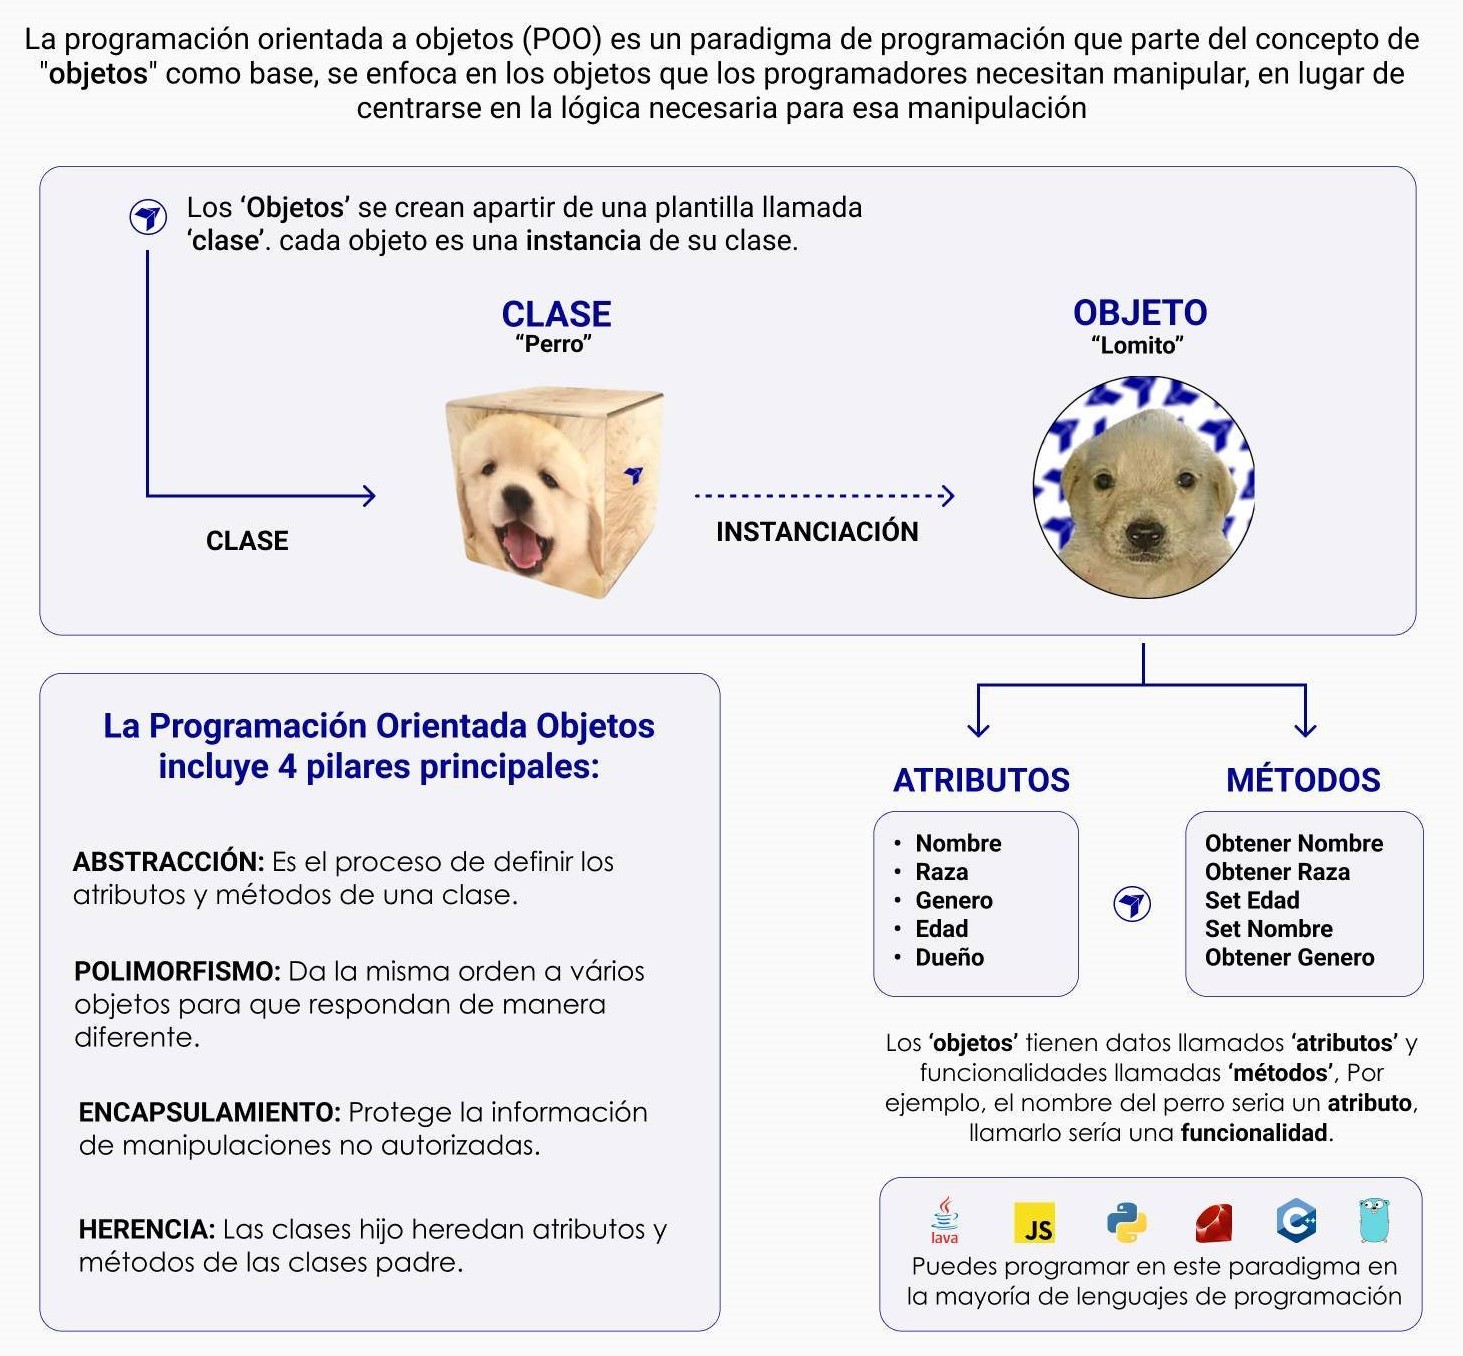 La programación orientada a objetos (POO) es un paradigma de programación que parte del concepto de
"objetos" como base, se enfoca en los objetos que los programadores necesitan manipular, en lugar de
centrarse en la lógica necesaria para esa manipulación
Los ‘Objetos’ se crean apartir de una plantilla llamada
‘clase’. cada objeto es una instancia de su clase.
CLASE
“Perro”
OBJETO
“Lomito”
CLASE
INSTANCIACIÓN
La Programación Orientada Objetos
incluye 4 pilares principales:
ABSTRACCIÓN: Es el proceso de definir los
atributos y métodos de una clase.
POLIMORFISMO: Da la misma orden a vários
objetos para que respondan de manera
diferente.
ENCAPSULAMIENTO: Protege la información
de manipulaciones no autorizadas.
HERENCIA: Las clases hijo heredan atributos y
métodos de las clases padre.
ATRIBUTOS
• Nombre
• Raza
• Genero
• Edad
• Dueño
MÉTODOS
Obtener Nombre
Obtener Raza
Set Edad
Set Nombre
Obtener Genero
Los ‘objetos’ tienen datos llamados ‘atributos’ y
funcionalidades llamadas ‘métodos’, Por
ejemplo, el nombre del perro seria un atributo,
llamarlo sería una funcionalidad.
Java JS C++
Puedes programar en este paradigma en
la mayoría de lenguajes de programación